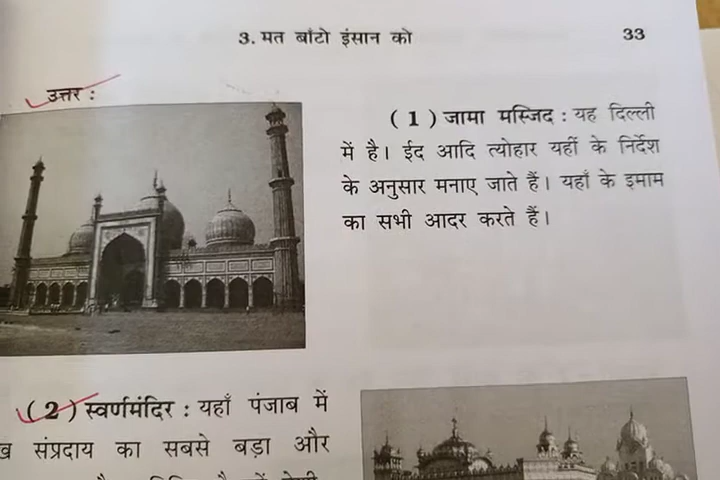 3. मत बाँटो इंसान को 33
उत्तर :
( 1 ) जामा मस्जिद : यह दिल्ली
में है। ईद आदि त्योहार यहीं के निर्देश
के अनुसार मनाए जाते हैं। यहाँ के इमाम
का सभी आदर करते हैं।
( 2 ) स्वर्णमंदिर : यहाँ पंजाब में
संप्रदाय का सबसे बड़ा और